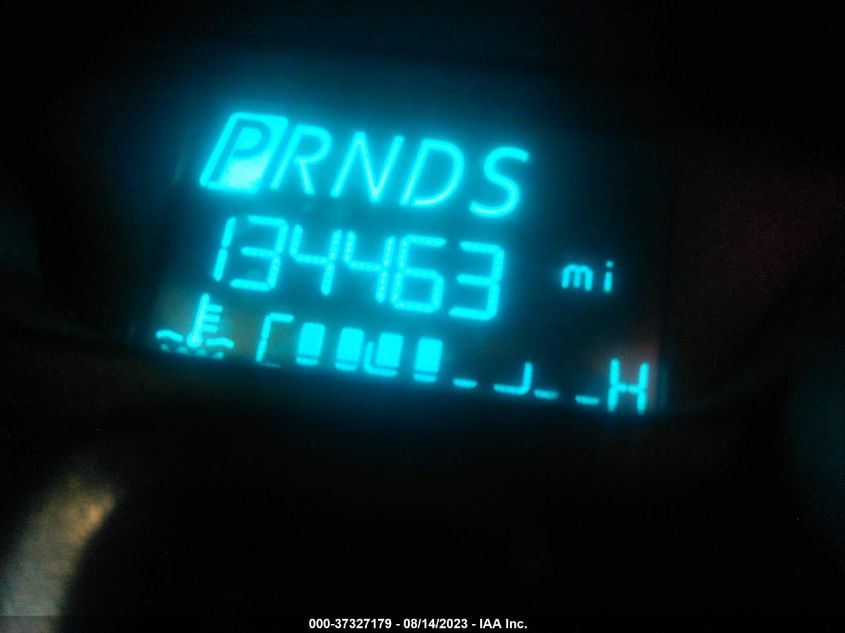 PRNDS
134463 mi
C H
000-37327179 - 08/14/2023 - IAA Inc.